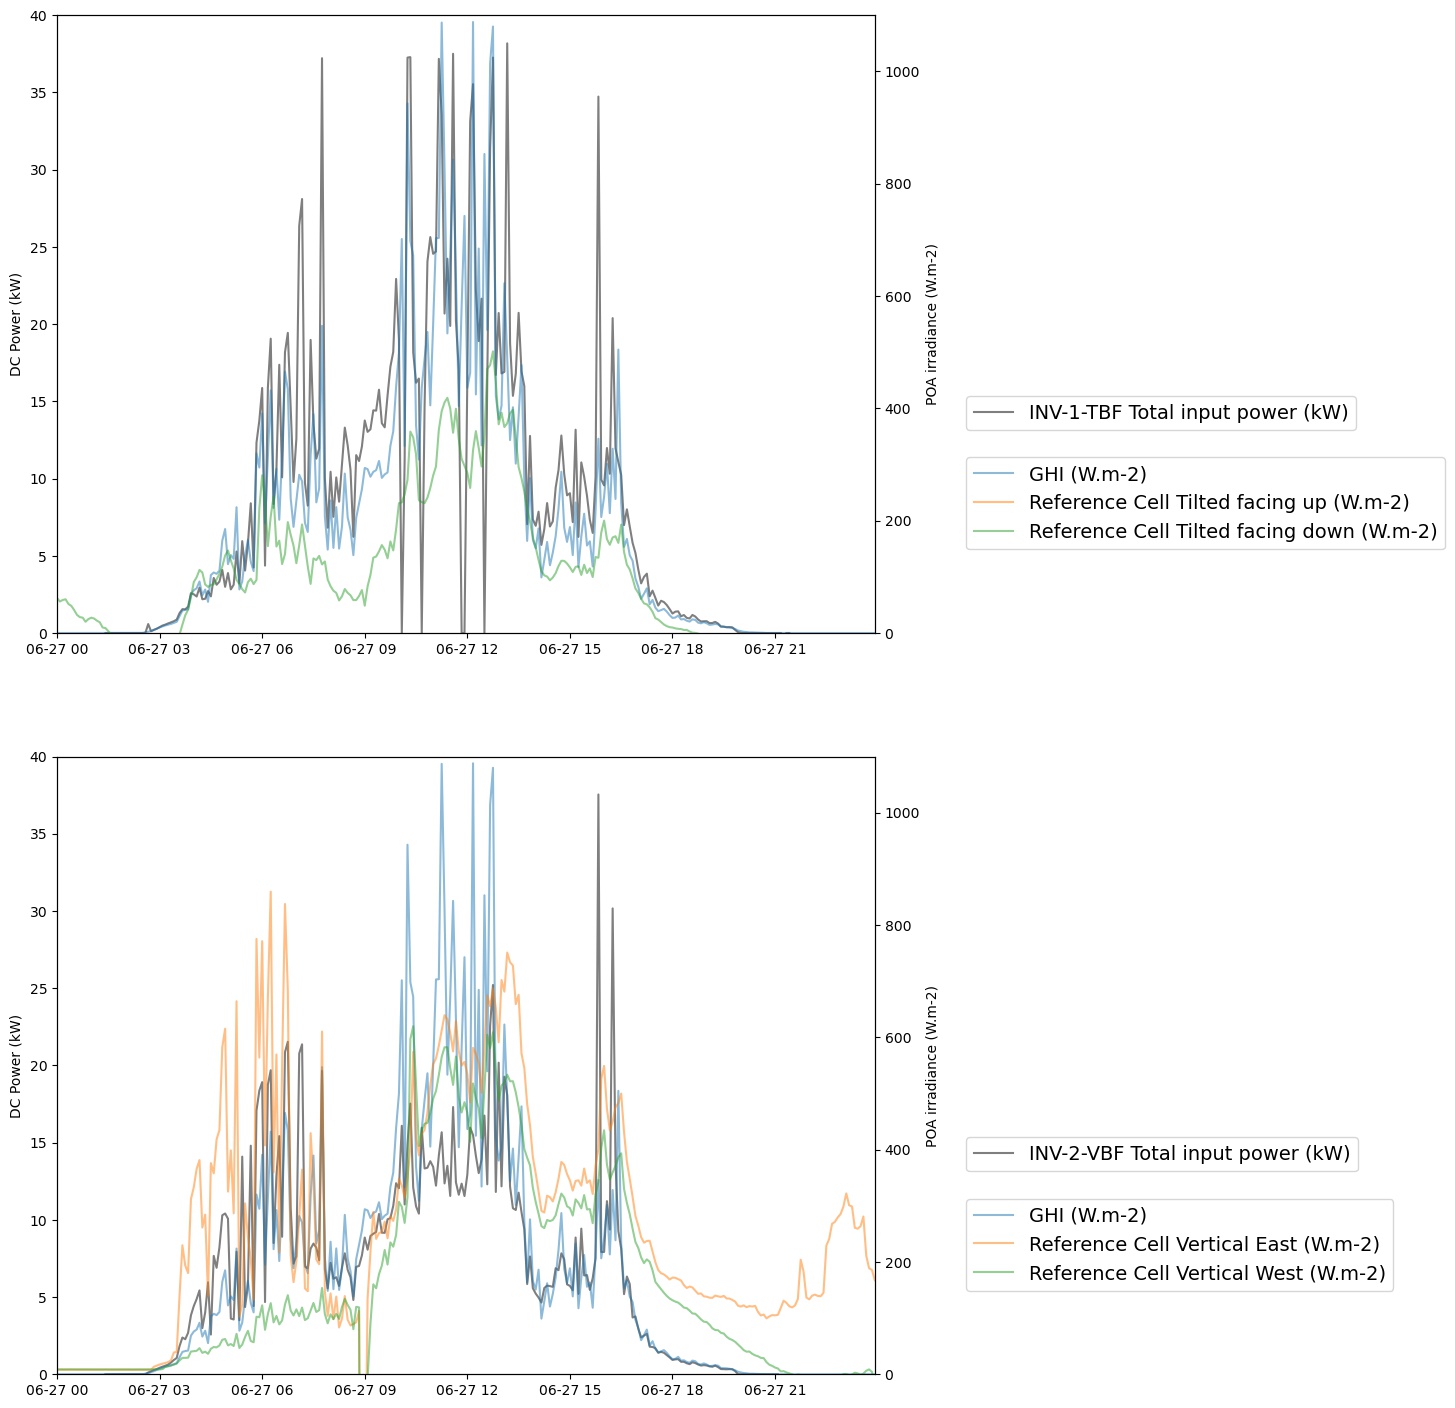 40
35
30
25
20
15
10
5
0
DC Power (kW)
1000
800
600
400
200
0
POA irradiance (W.m-2)
06-27 00 06-27 03 06-27 06 06-27 09 06-27 12 06-27 15 06-27 18 06-27 21
INV-1-TBF Total input power (kW)
GHI (W.m-2)
Reference Cell Tilted facing up (W.m-2)
Reference Cell Tilted facing down (W.m-2)
40
35
30
25
20
15
10
5
0
DC Power (kW)
1000
800
600
400
200
0
POA irradiance (W.m-2)
06-27 00 06-27 03 06-27 06 06-27 09 06-27 12 06-27 15 06-27 18 06-27 21
INV-2-VBF Total input power (kW)
GHI (W.m-2)
Reference Cell Vertical East (W.m-2)
Reference Cell Vertical West (W.m-2)